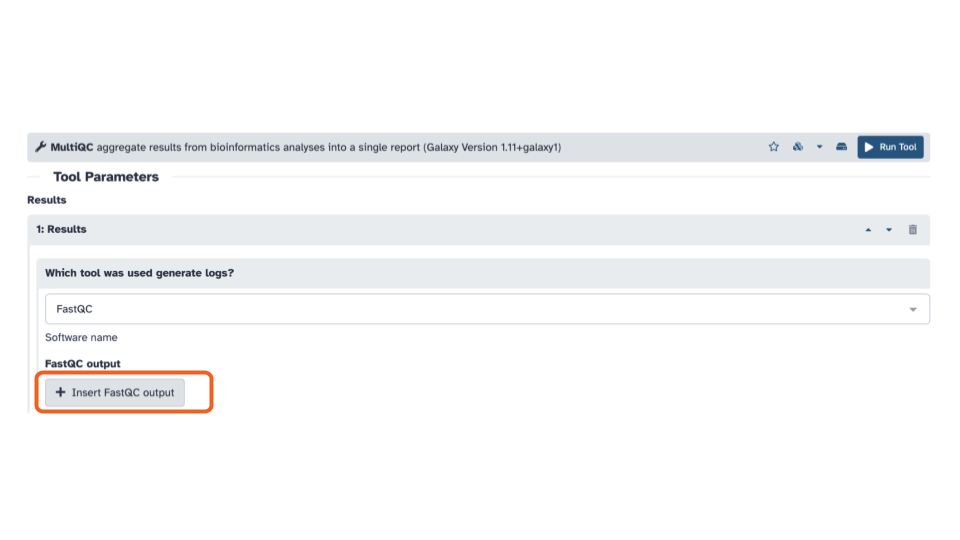 MultiQC aggregate results from bioinformatics analyses into a single report (Galaxy Version 1.11+galaxy1)
Run Tool
Tool Parameters
Results
1: Results
Which tool was used generate logs?
FastQC
Software name
FastQC output
+ Insert FastQC output